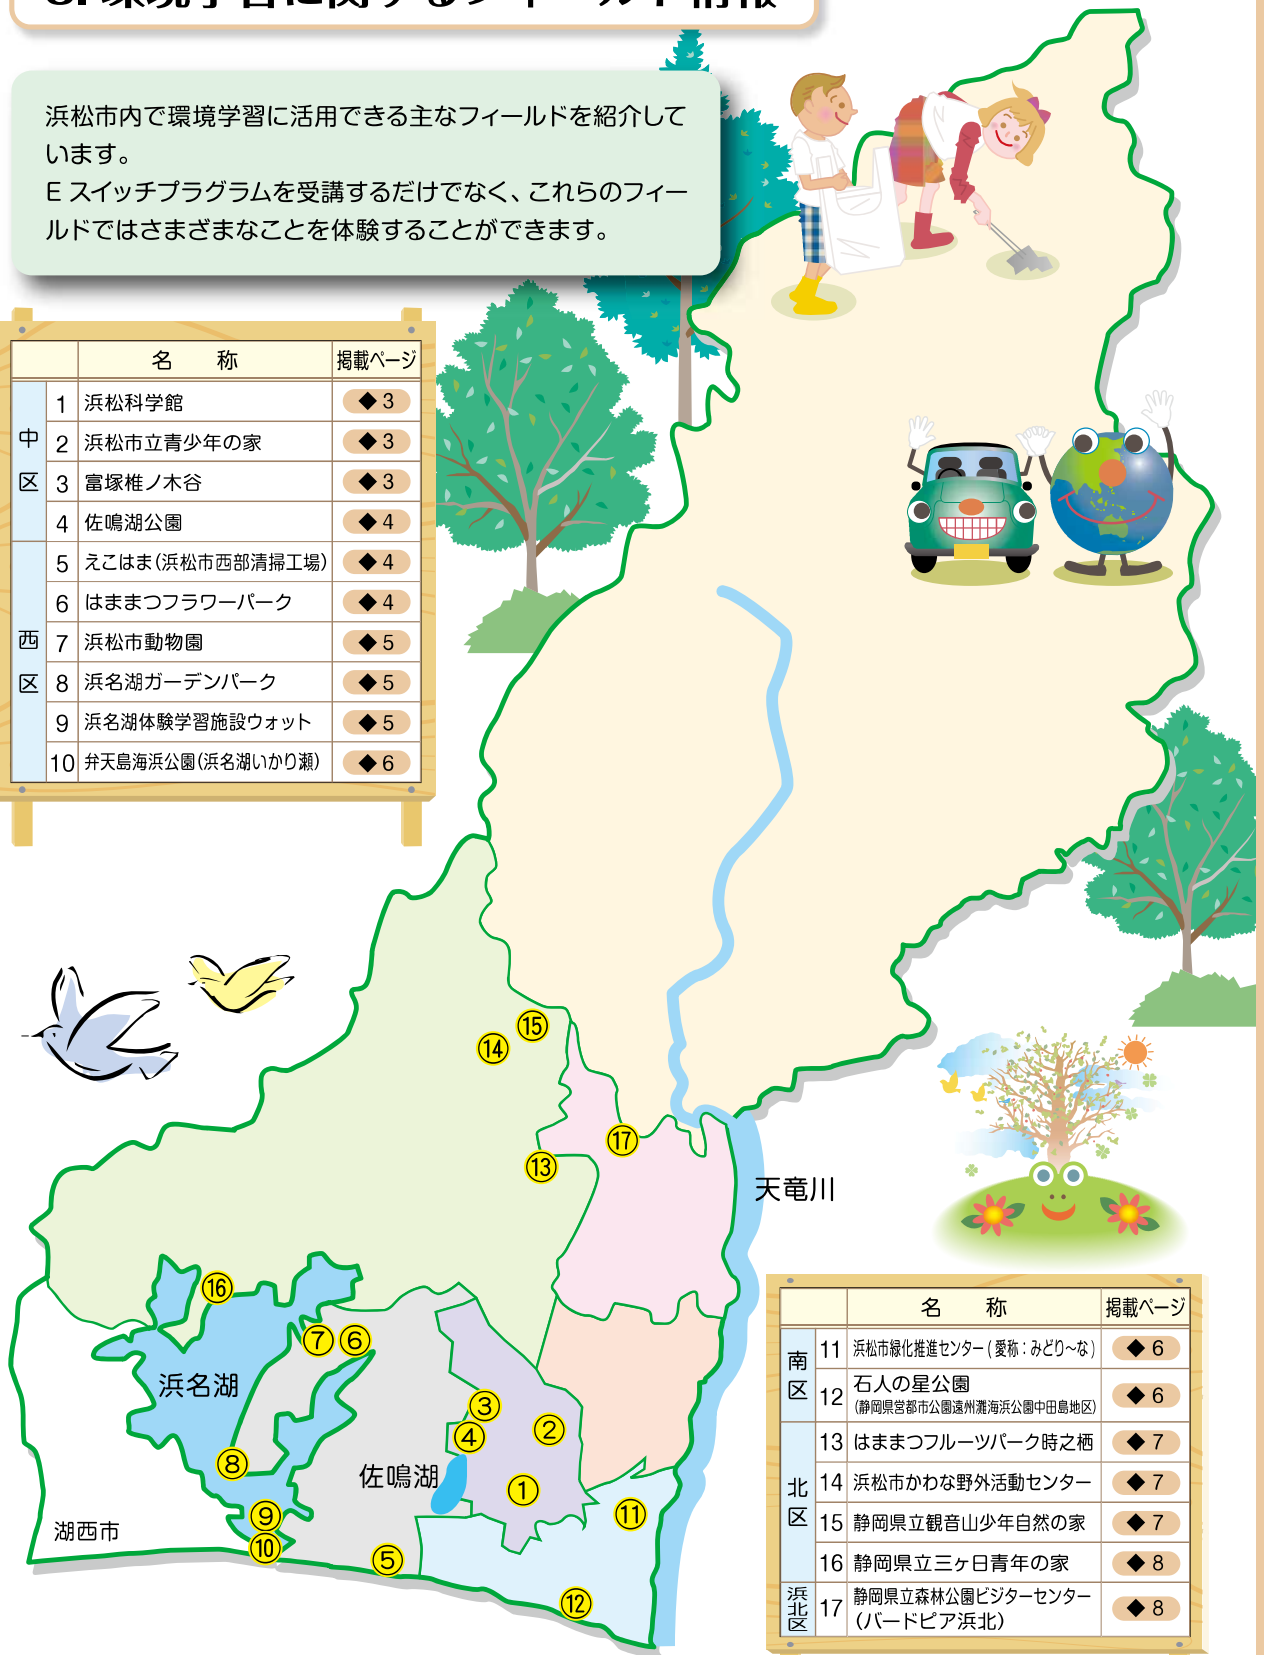 浜松市内で環境学習に活用できる主なフィールドを紹介して
います。
E スイッチプラグラムを受講するだけでなく、これらのフィー
ルドではさまざまなことを体験することができます。
名　称 掲載ページ
中区
1 浜松科学館 ◆3
2 浜松市立青少年の家 ◆3
3 富塚椎ノ木谷 ◆3
4 佐鳴湖公園 ◆4
西区
5 えこはま(浜松市西部清掃工場) ◆4
6 はままつフラワーパーク ◆4
7 浜松市動物園 ◆5
8 浜名湖ガーデンパーク ◆5
9 浜名湖体験学習施設ウォット ◆5
10 弁天島海浜公園(浜名湖いかり瀬) ◆6
⑮
⑭
⑰
⑬
天竜川
⑯
⑦ ⑥
浜名湖
③
②
④
⑧
佐鳴湖
①
⑨
⑪
湖西市
⑩
⑤
⑫
名　称 掲載ページ
南区
11 浜松市緑化推進センター(愛称:みどり～な) ◆6
12 石人の星公園 ◆6
(静岡県営都市公園遠州灘海浜公園中田島地区)
北区
13 はままつフルーツパーク時之栖 ◆7
14 浜松市かわな野外活動センター ◆7
15 静岡県立観音山少年自然の家 ◆7
16 静岡県立三ヶ日青年の家 ◆8
浜北区
17 静岡県立森林公園ビジターセンター ◆8
(バードピア浜北)